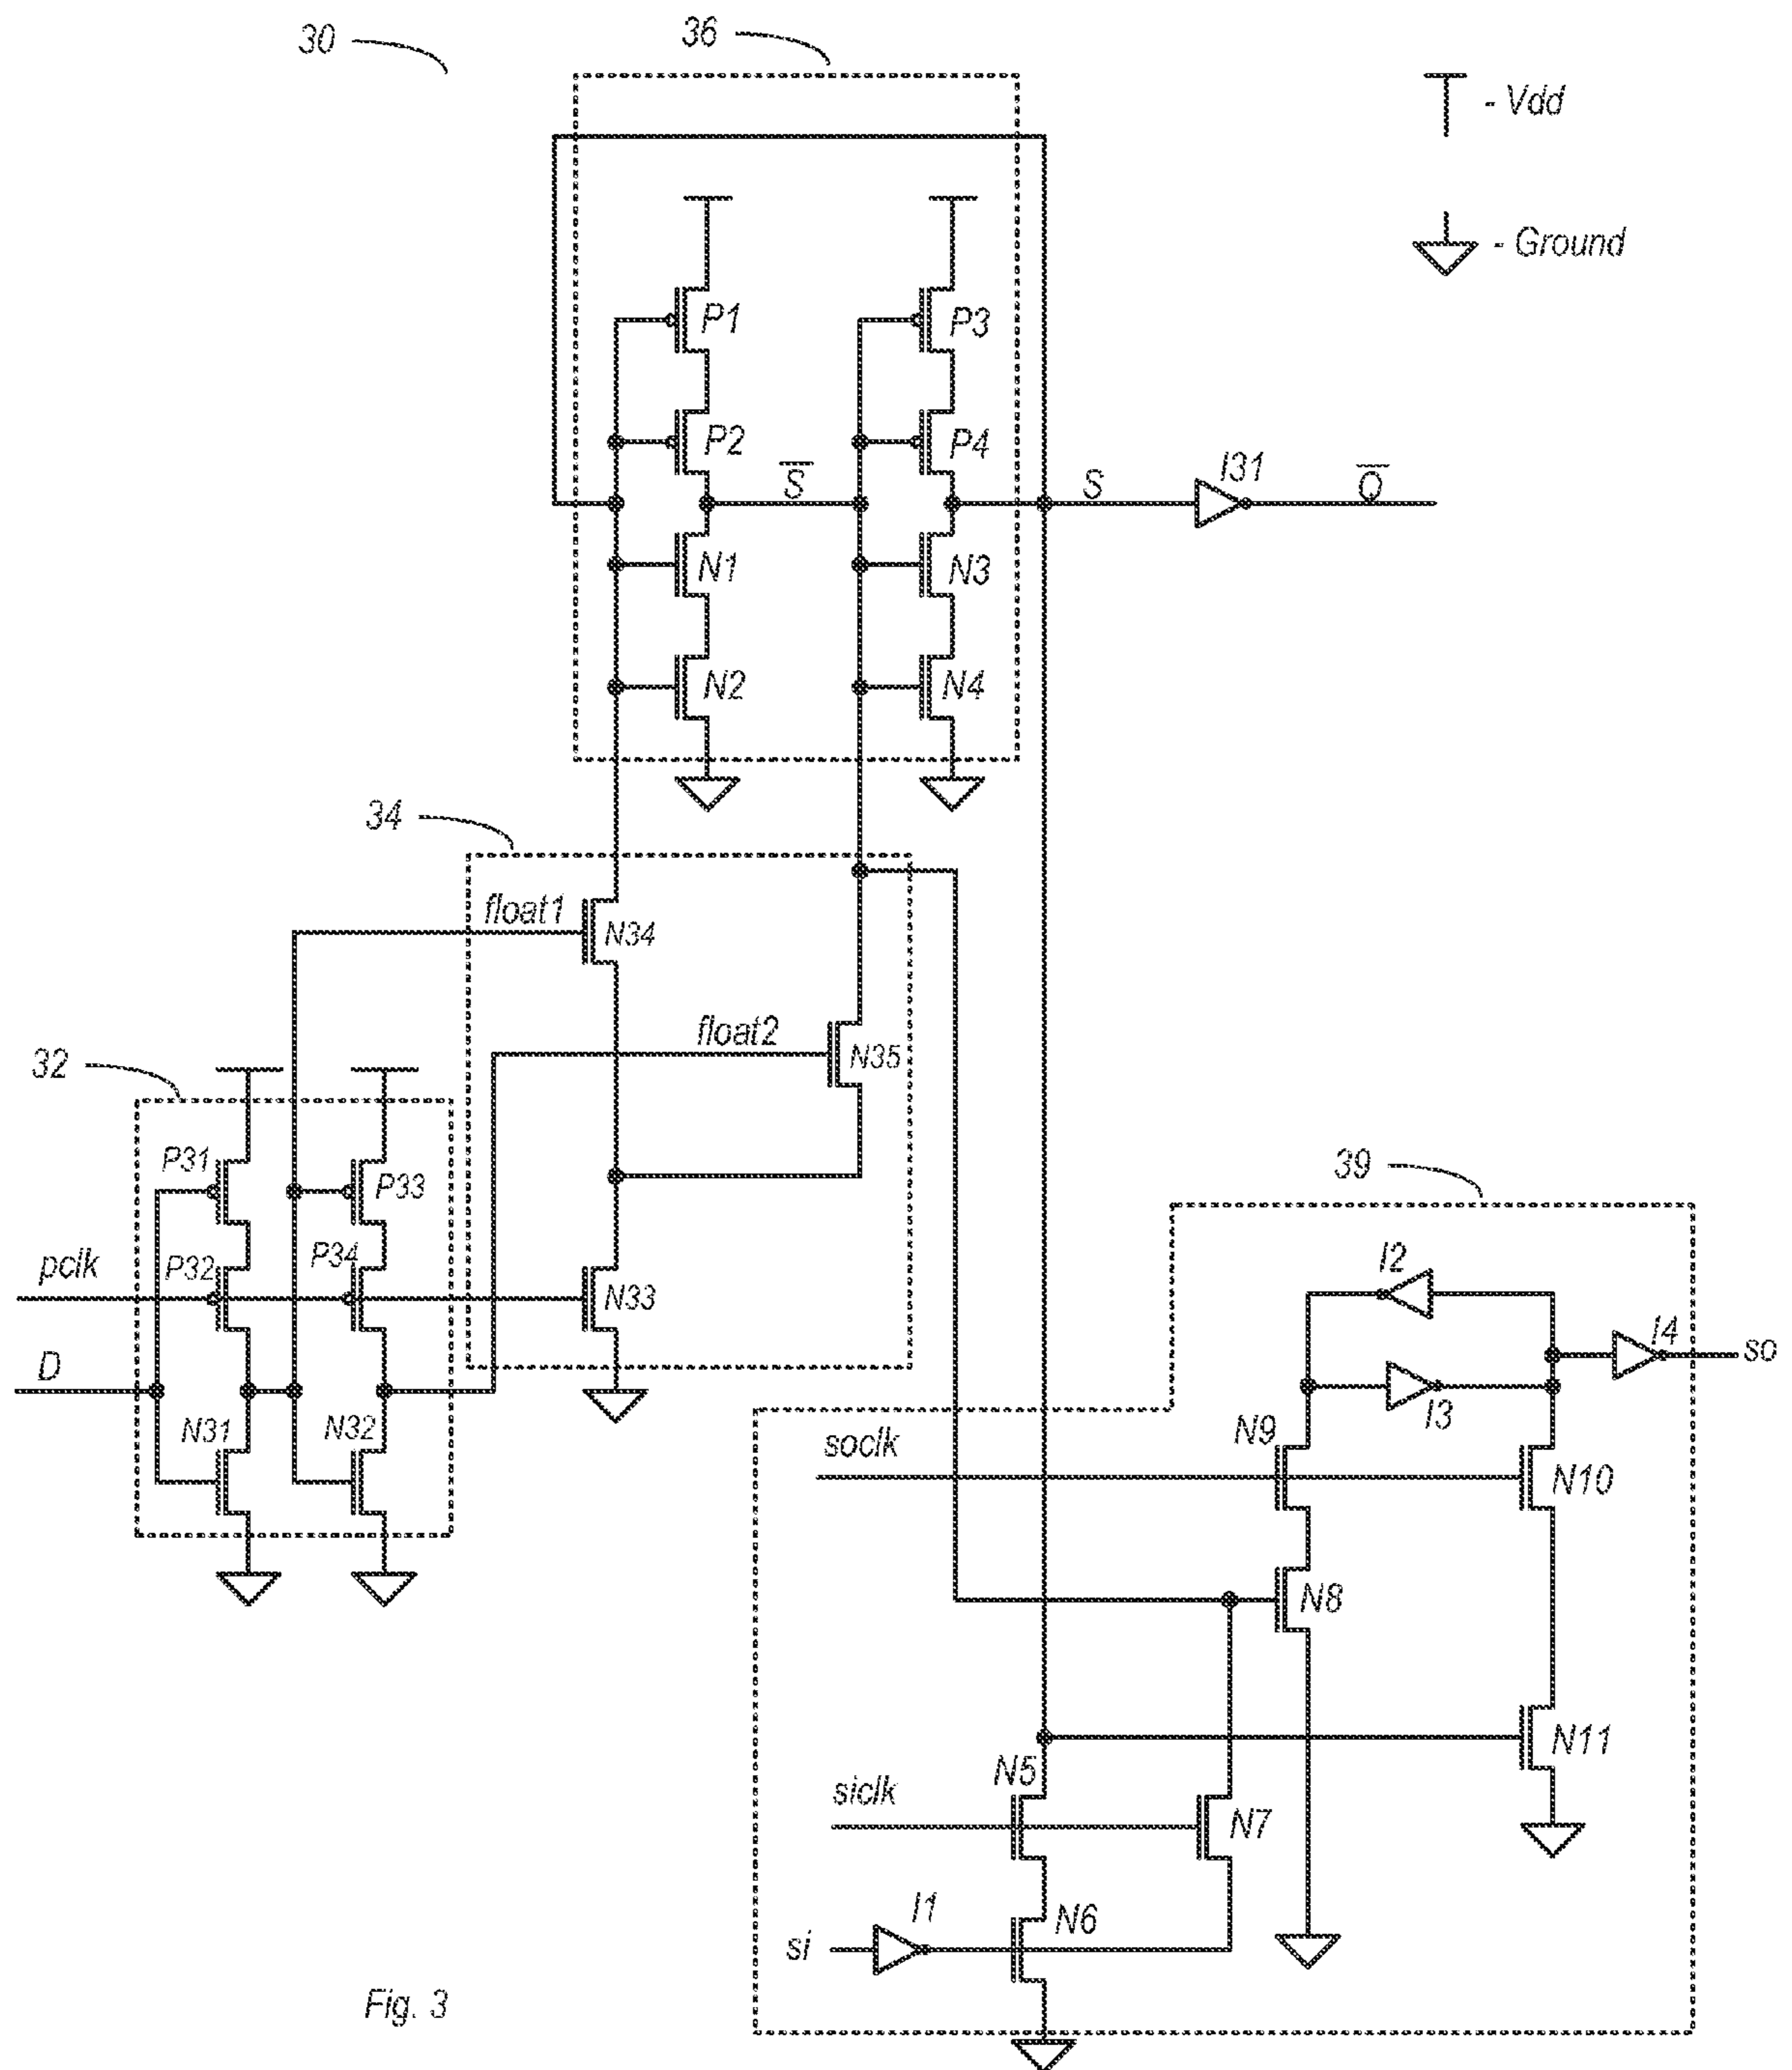 30
36
- Vdd
- Ground
P1
P3
P2
P4
S̅
S
I31
Q̅
N1
N3
N2
N4
34
float1
N34
float2
N35
32
P31
P33
pclk
P32
P34
N33
D
N31
N32
39
I2
I4
so
I3
N9
soclk
N10
N8
N5
N11
siclk
N7
I1
N6
si
Fig. 3